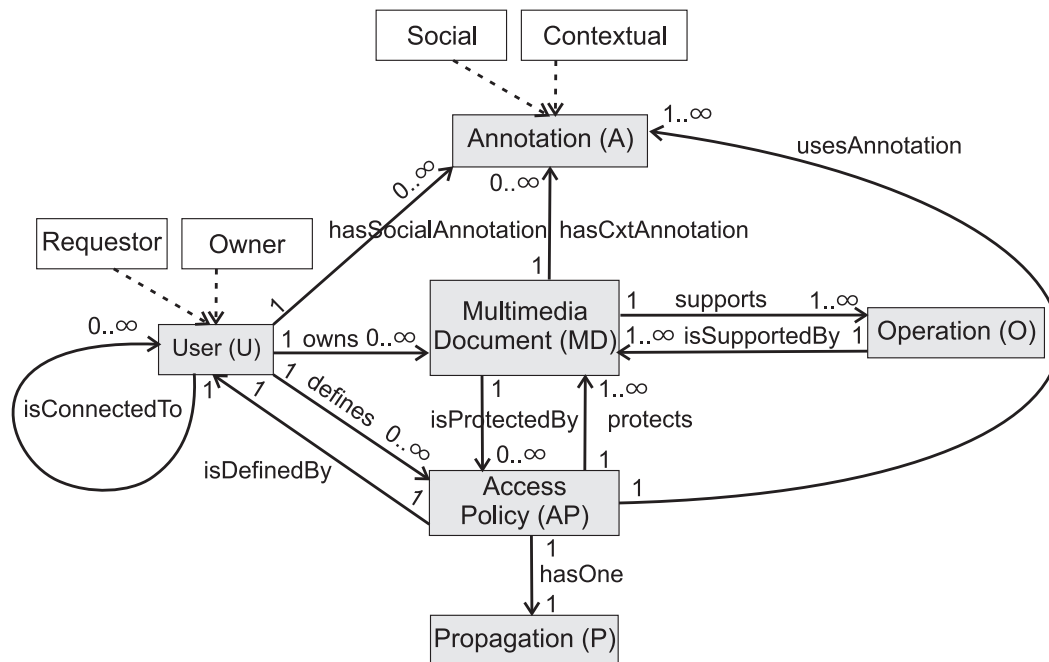 Social
Contextual
1..∞
Annotation (A)
usesAnnotation
0..∞
0..∞
Requestor
Owner
hasSocialAnnotation
hasCxtAnnotation
1
1
Multimedia
Document (MD)
1
supports
1..∞
Operation (O)
0..∞
User (U)
1
owns
0..∞
1..∞
isSupportedBy
1
1
1
1
defines
1
1..∞
isConnectedTo
isProtectedBy
protects
0..∞
0..∞
isDefinedBy
1
1
1
Access
Policy (AP)
1
hasOne
1
Propagation (P)